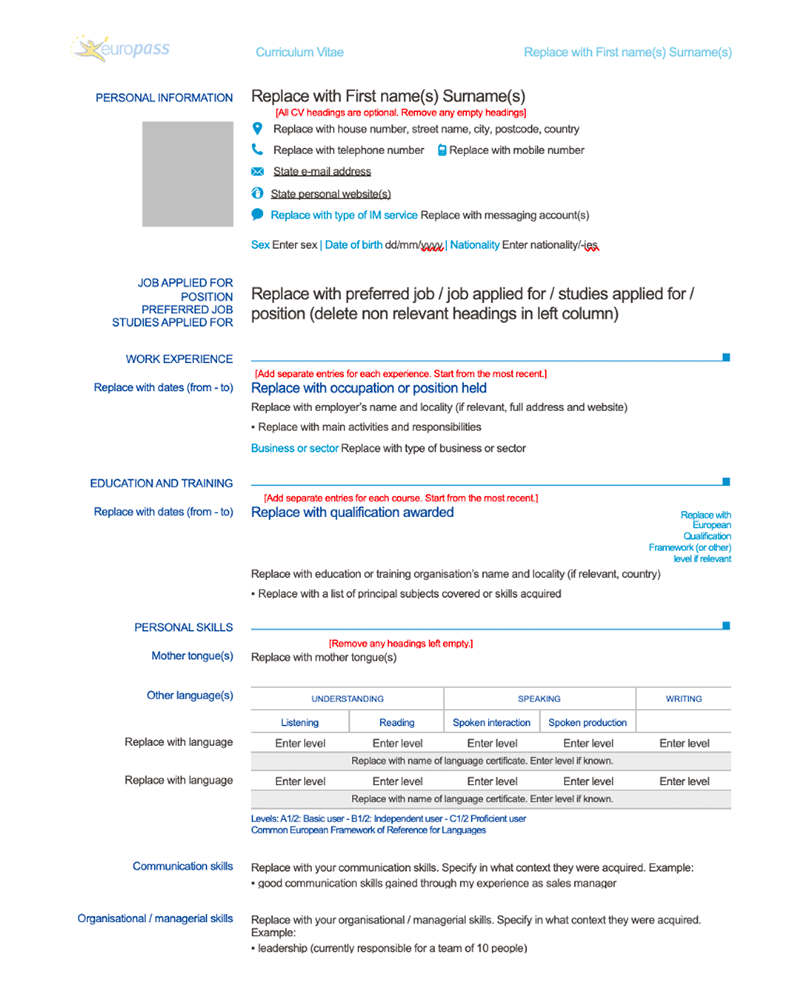 europass
Curriculum Vitae
Replace with First name(s) Surname(s)
PERSONAL INFORMATION
Replace with First name(s) Surname(s)
[All CV headings are optional. Remove any empty headings]
Replace with house number, street name, city, postcode, country
Replace with telephone number Replace with mobile number
State e-mail address
State personal website(s)
Replace with type of IM service Replace with messaging account(s)
Sex Enter sex | Date of birth dd/mm/yyyy | Nationality Enter nationality/-ies
JOB APPLIED FOR
POSITION
PREFERRED JOB
STUDIES APPLIED FOR
Replace with preferred job / job applied for / studies applied for /
position (delete non relevant headings in left column)
WORK EXPERIENCE
[Add separate entries for each experience. Start from the most recent.]
Replace with dates (from - to)
Replace with occupation or position held
Replace with employer's name and locality (if relevant, full address and website)
▪ Replace with main activities and responsibilities
Business or sector Replace with type of business or sector
EDUCATION AND TRAINING
[Add separate entries for each course. Start from the most recent.]
Replace with dates (from - to)
Replace with qualification awarded
Replace with
European
Qualification
Framework (or other)
level if relevant
Replace with education or training organisation's name and locality (if relevant, country)
▪ Replace with a list of principal subjects covered or skills acquired
PERSONAL SKILLS
[Remove any headings left empty.]
Mother tongue(s)
Replace with mother tongue(s)
Other language(s)
UNDERSTANDING SPEAKING WRITING
Listening Reading Spoken interaction Spoken production
Replace with language Enter level Enter level Enter level Enter level Enter level
Replace with name of language certificate. Enter level if known.
Replace with language Enter level Enter level Enter level Enter level Enter level
Replace with name of language certificate. Enter level if known.
Levels: A1/2: Basic user - B1/2: Independent user - C1/2 Proficient user
Common European Framework of Reference for Languages
Communication skills
Replace with your communication skills. Specify in what context they were acquired. Example:
▪ good communication skills gained through my experience as sales manager
Organisational / managerial skills
Replace with your organisational / managerial skills. Specify in what context they were acquired.
Example:
▪ leadership (currently responsible for a team of 10 people)